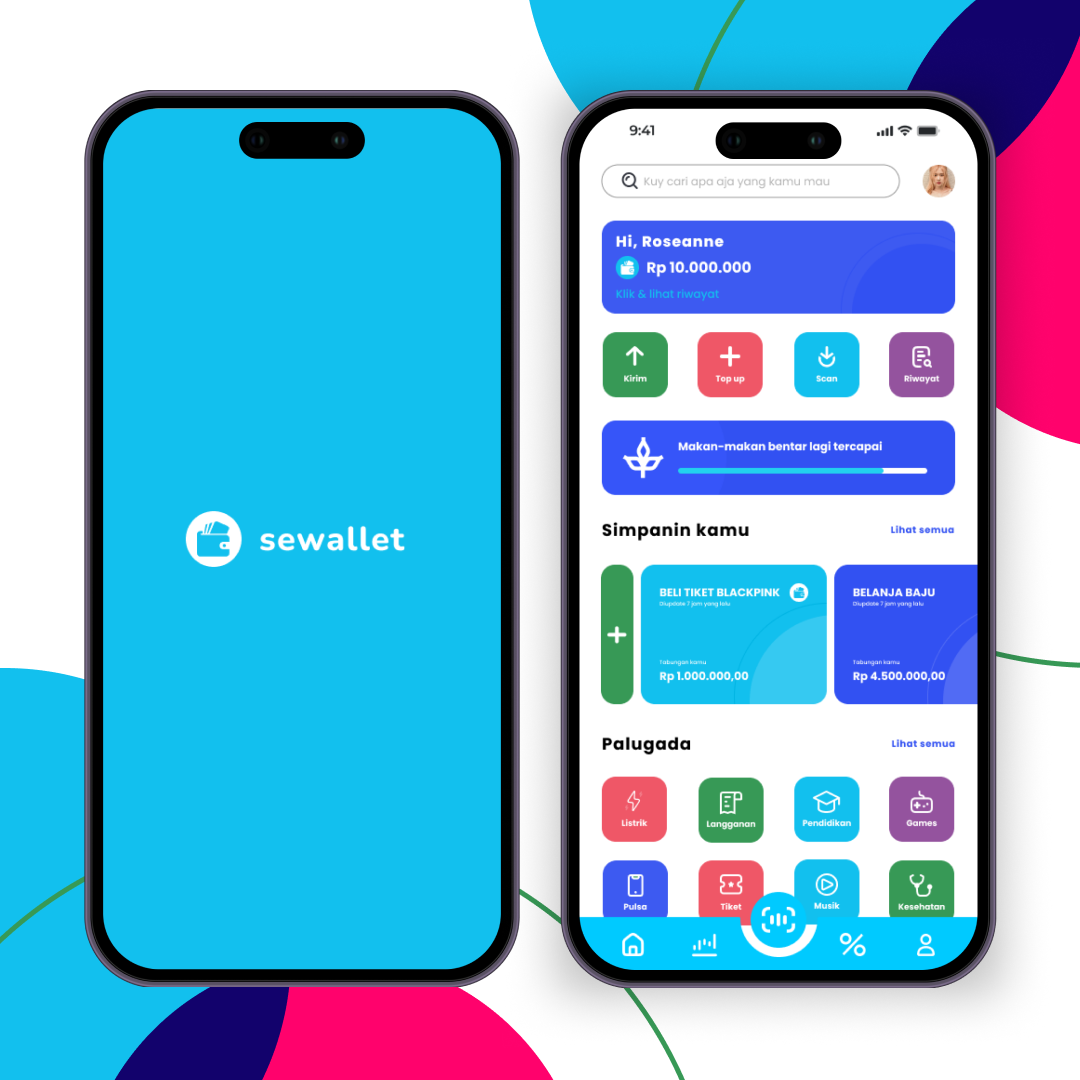 sewallet
9:41
Kuy cari apa aja yang kamu mau
Hi, Roseanne
Rp 10.000.000
Klik & lihat riwayat
Kirim
Top up
Scan
Riwayat
Makan-makan bentar lagi tercapai
Simpanin kamu
Lihat semua
BELI TIKET BLACKPINK
Diupdate 7 jam yang lalu
Tabungan kamu
Rp 1.000.000,00
BELANJA BAJU
Diupdate 7 jam yang lalu
Tabungan kamu
Rp 4.500.000,00
Palugada
Lihat semua
Listrik
Langganan
Pendidikan
Games
Pulsa
Tiket
Musik
Kesehatan